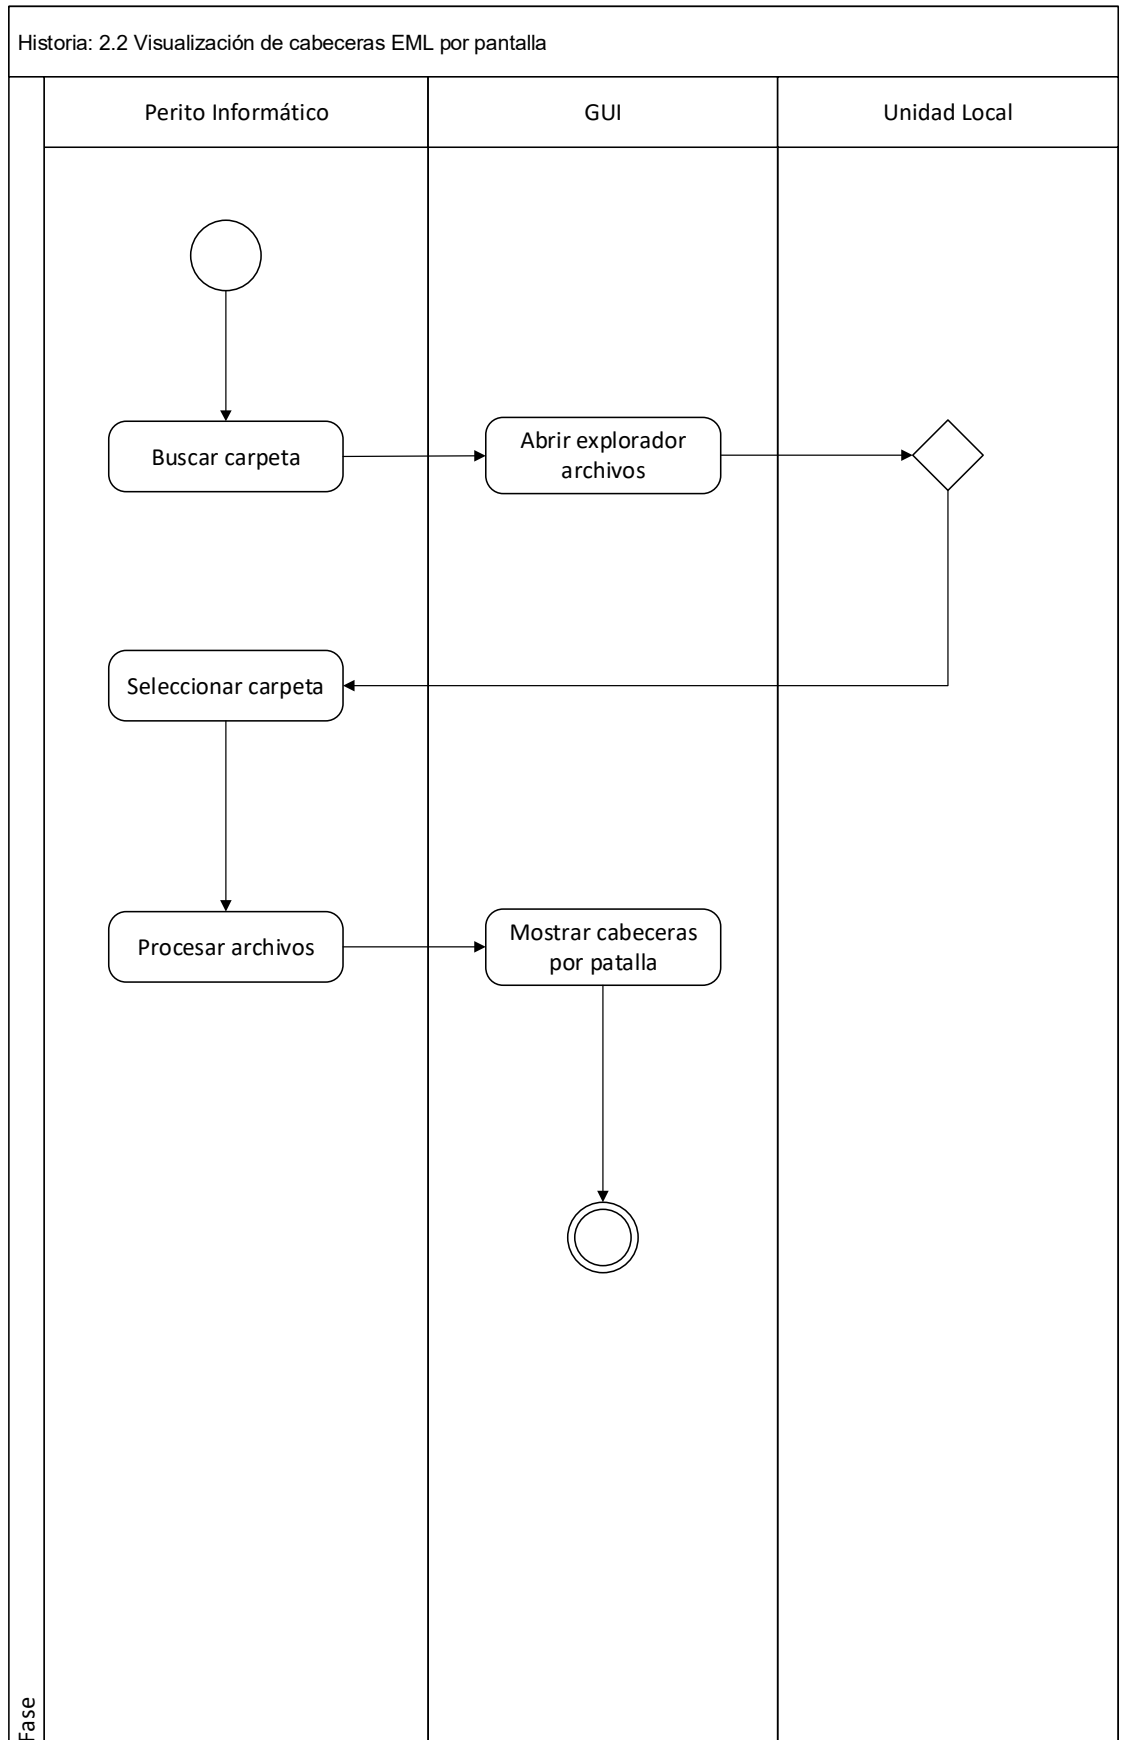 Historia: 2.2 Visualización de cabeceras EML por pantalla
Perito Informático
GUI
Unidad Local
Buscar carpeta
Abrir explorador
archivos
Seleccionar carpeta
Procesar archivos
Mostrar cabeceras
por patalla
Fase